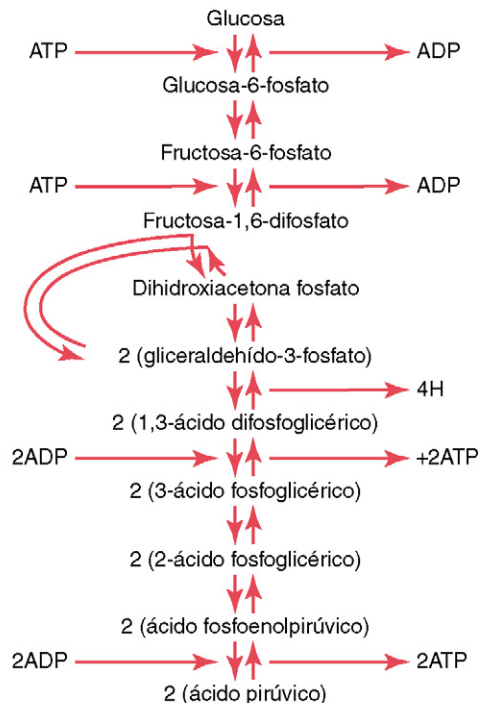 Glucosa
ATP ADP
Glucosa-6-fosfato
Fructosa-6-fosfato
ATP ADP
Fructosa-1,6-difosfato
Dihidroxiacetona fosfato
2 (gliceraldehído-3-fosfato)
4H
2 (1,3-ácido difosfoglicérico)
2ADP +2ATP
2 (3-ácido fosfoglicérico)
2 (2-ácido fosfoglicérico)
2 (ácido fosfoenolpirúvico)
2ADP 2ATP
2 (ácido pirúvico)